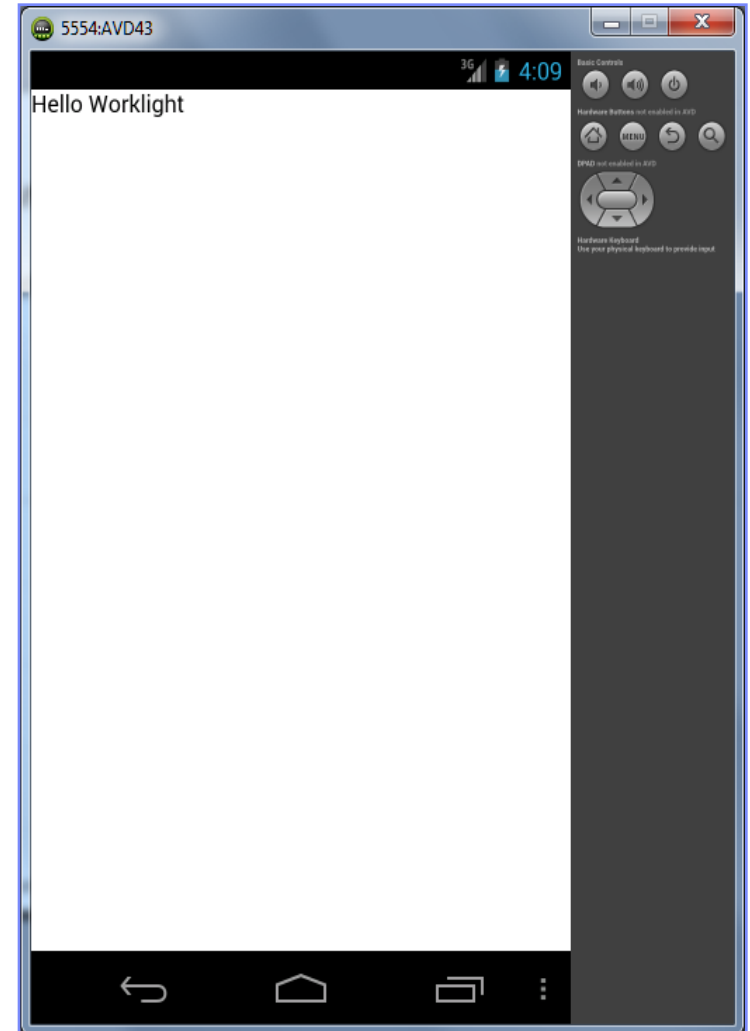 5554:AVD43
3G 4:09
Hello Worklight
Basic Controls
Hardware Buttons not enabled in AVD
MENU
DPAD not enabled in AVD
Hardware Keyboard
Use your physical keyboard to provide input